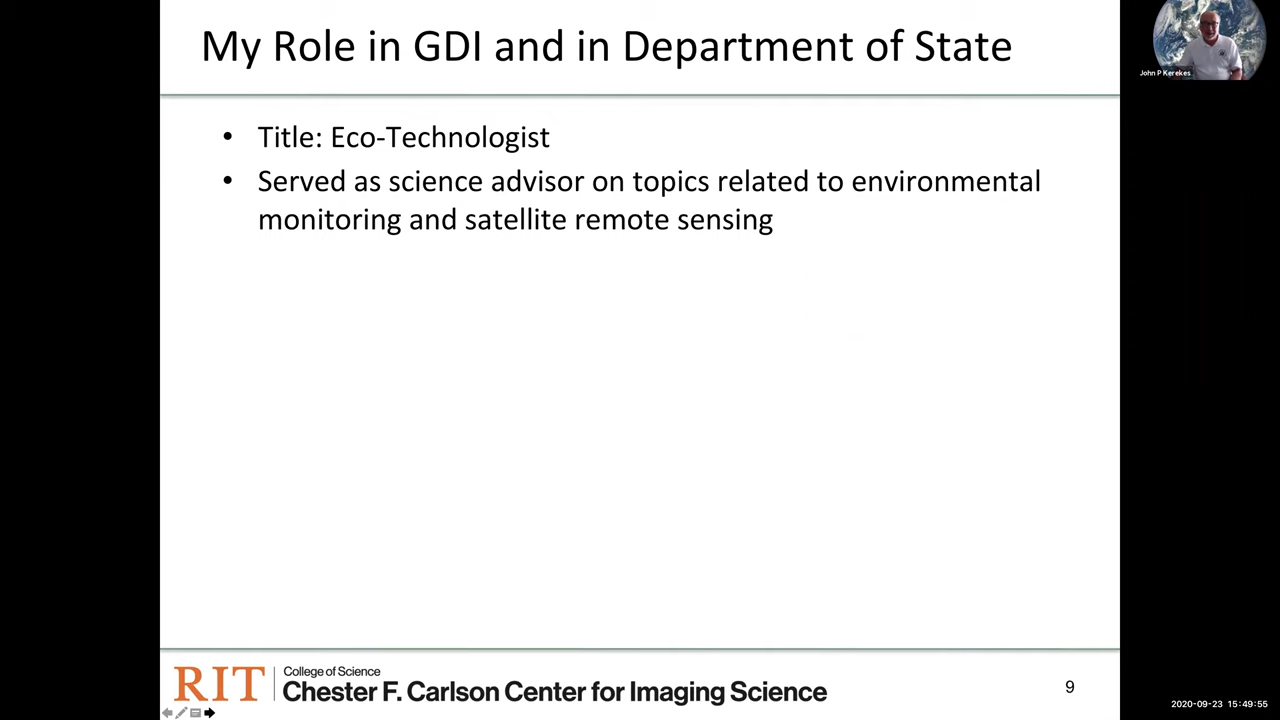 My Role in GDI and in Department of State
John P Kerekes
• Title: Eco-Technologist
• Served as science advisor on topics related to environmental
monitoring and satellite remote sensing
RIT
College of Science
Chester F. Carlson Center for Imaging Science
9
2020-09-23 15:49:55